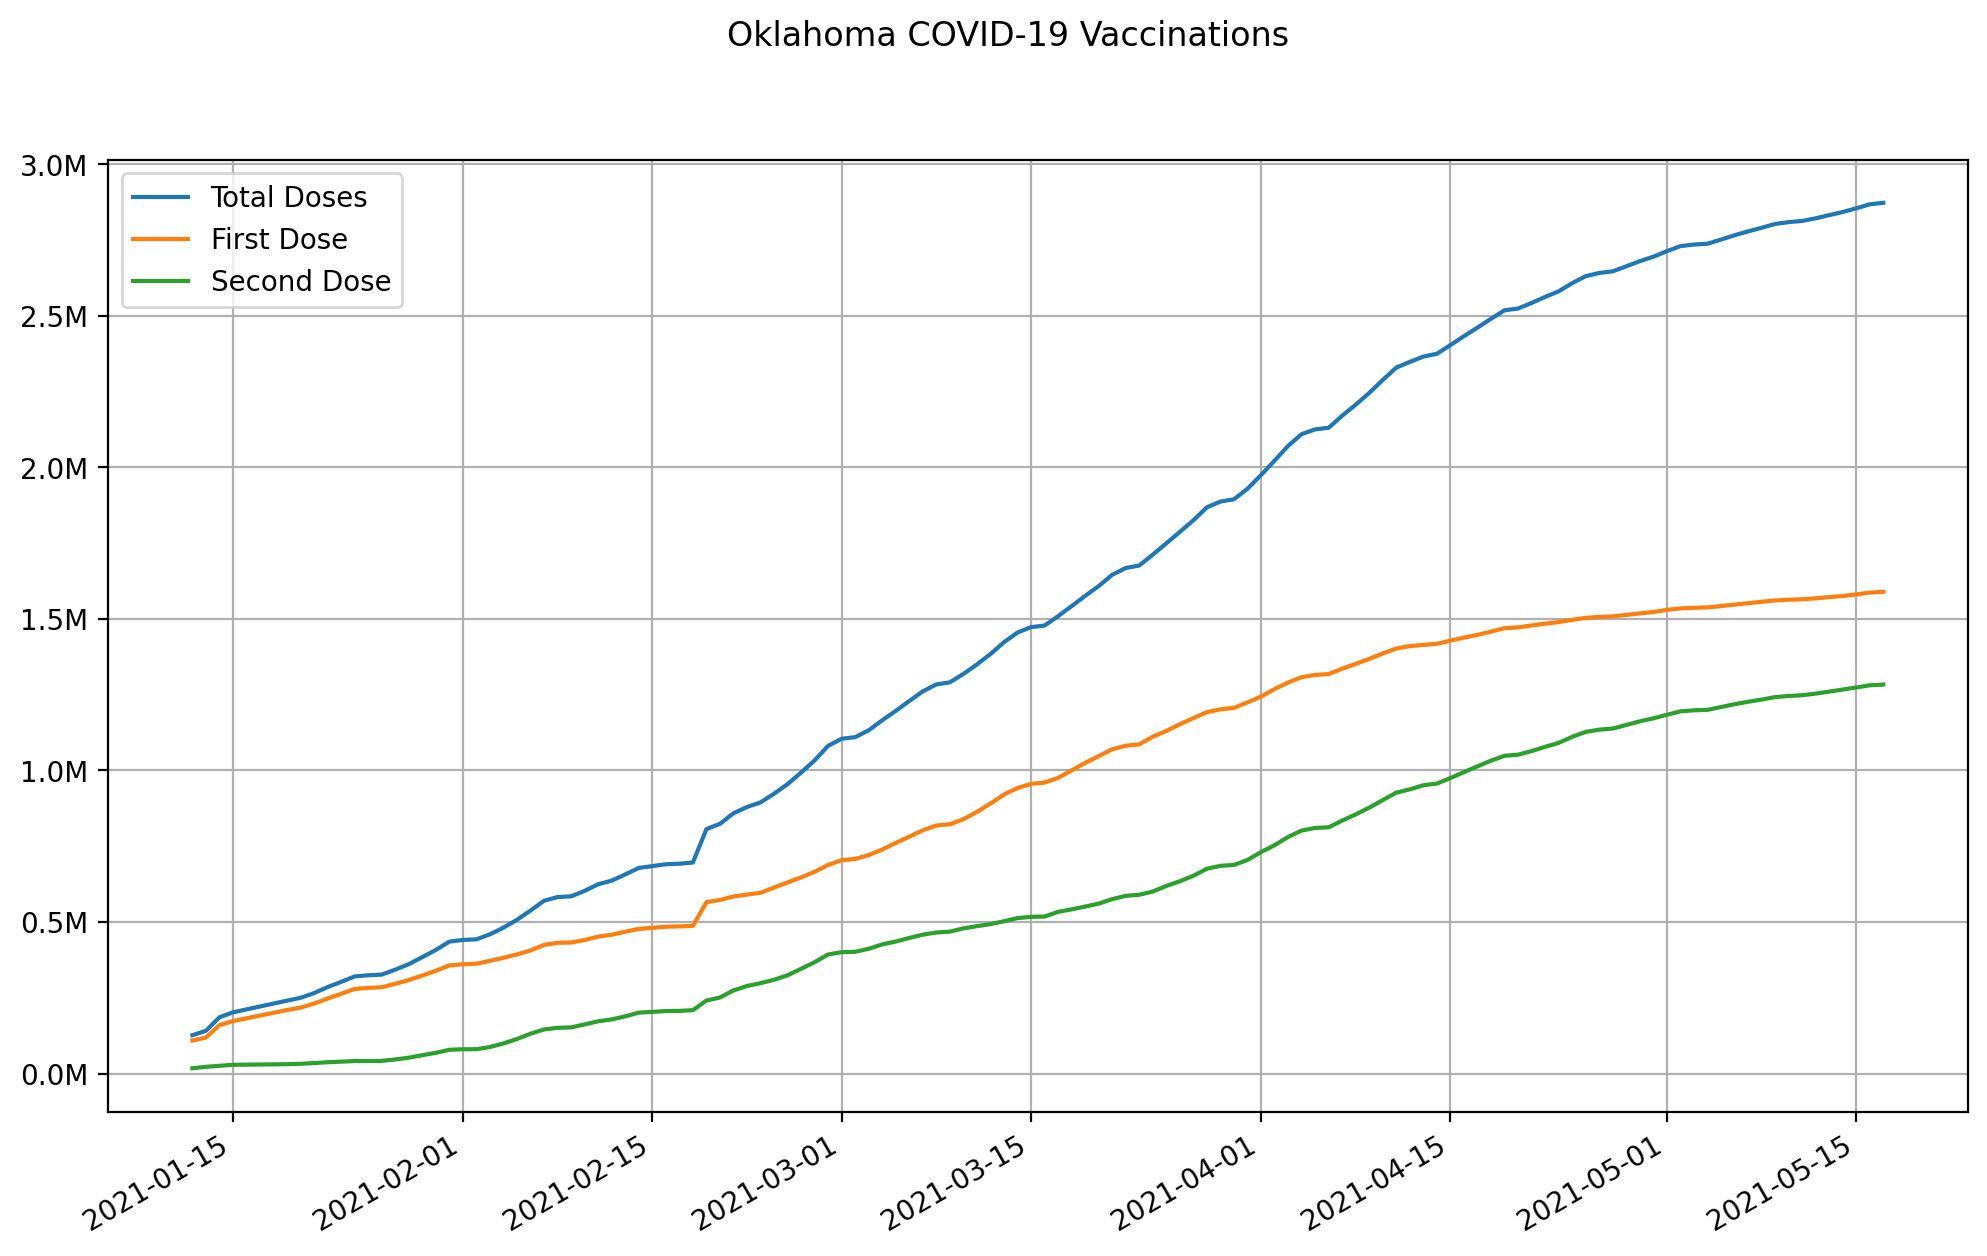 Oklahoma COVID-19 Vaccinations
3.0M
2.5M
2.0M
1.5M
1.0M
0.5M
0.0M
Total Doses
First Dose
Second Dose
2021-01-15
2021-02-01
2021-02-15
2021-03-01
2021-03-15
2021-04-01
2021-04-15
2021-05-01
2021-05-15